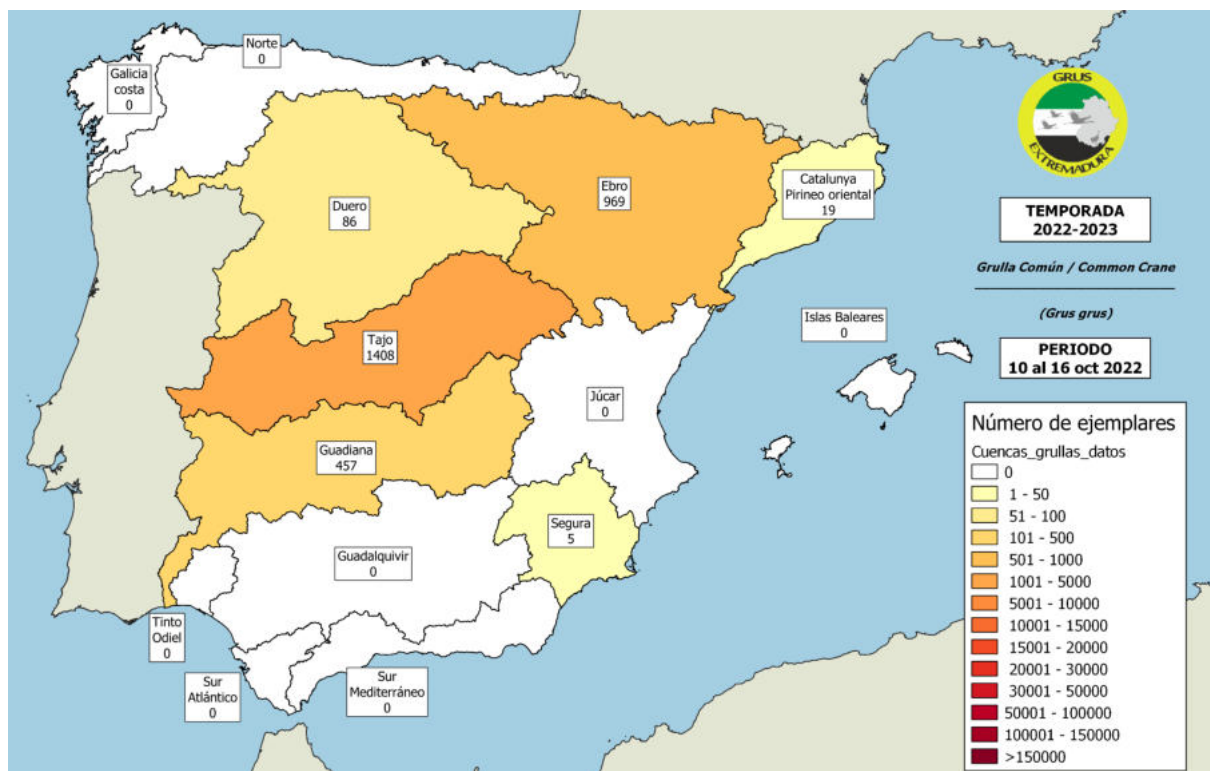 Norte
0
Galicia
costa
0
GRUS
EXTREMADURA
Catalunya
Pirineo oriental
19
Ebro
969
Duero
86
TEMPORADA
2022-2023
Grulla Común / Common Crane
(Grus grus)
Islas Baleares
0
PERIODO
10 al 16 oct 2022
Tajo
1408
Júcar
0
Guadiana
457
Segura
5
Guadalquivir
0
Tinto
Odiel
0
Sur
Atlántico
0
Sur
Mediterráneo
0
Número de ejemplares
Cuencas_grullas_datos
0
1 - 50
51 - 100
101 - 500
501 - 1000
1001 - 5000
5001 - 10000
10001 - 15000
15001 - 20000
20001 - 30000
30001 - 50000
50001 - 100000
100001 - 150000
>150000